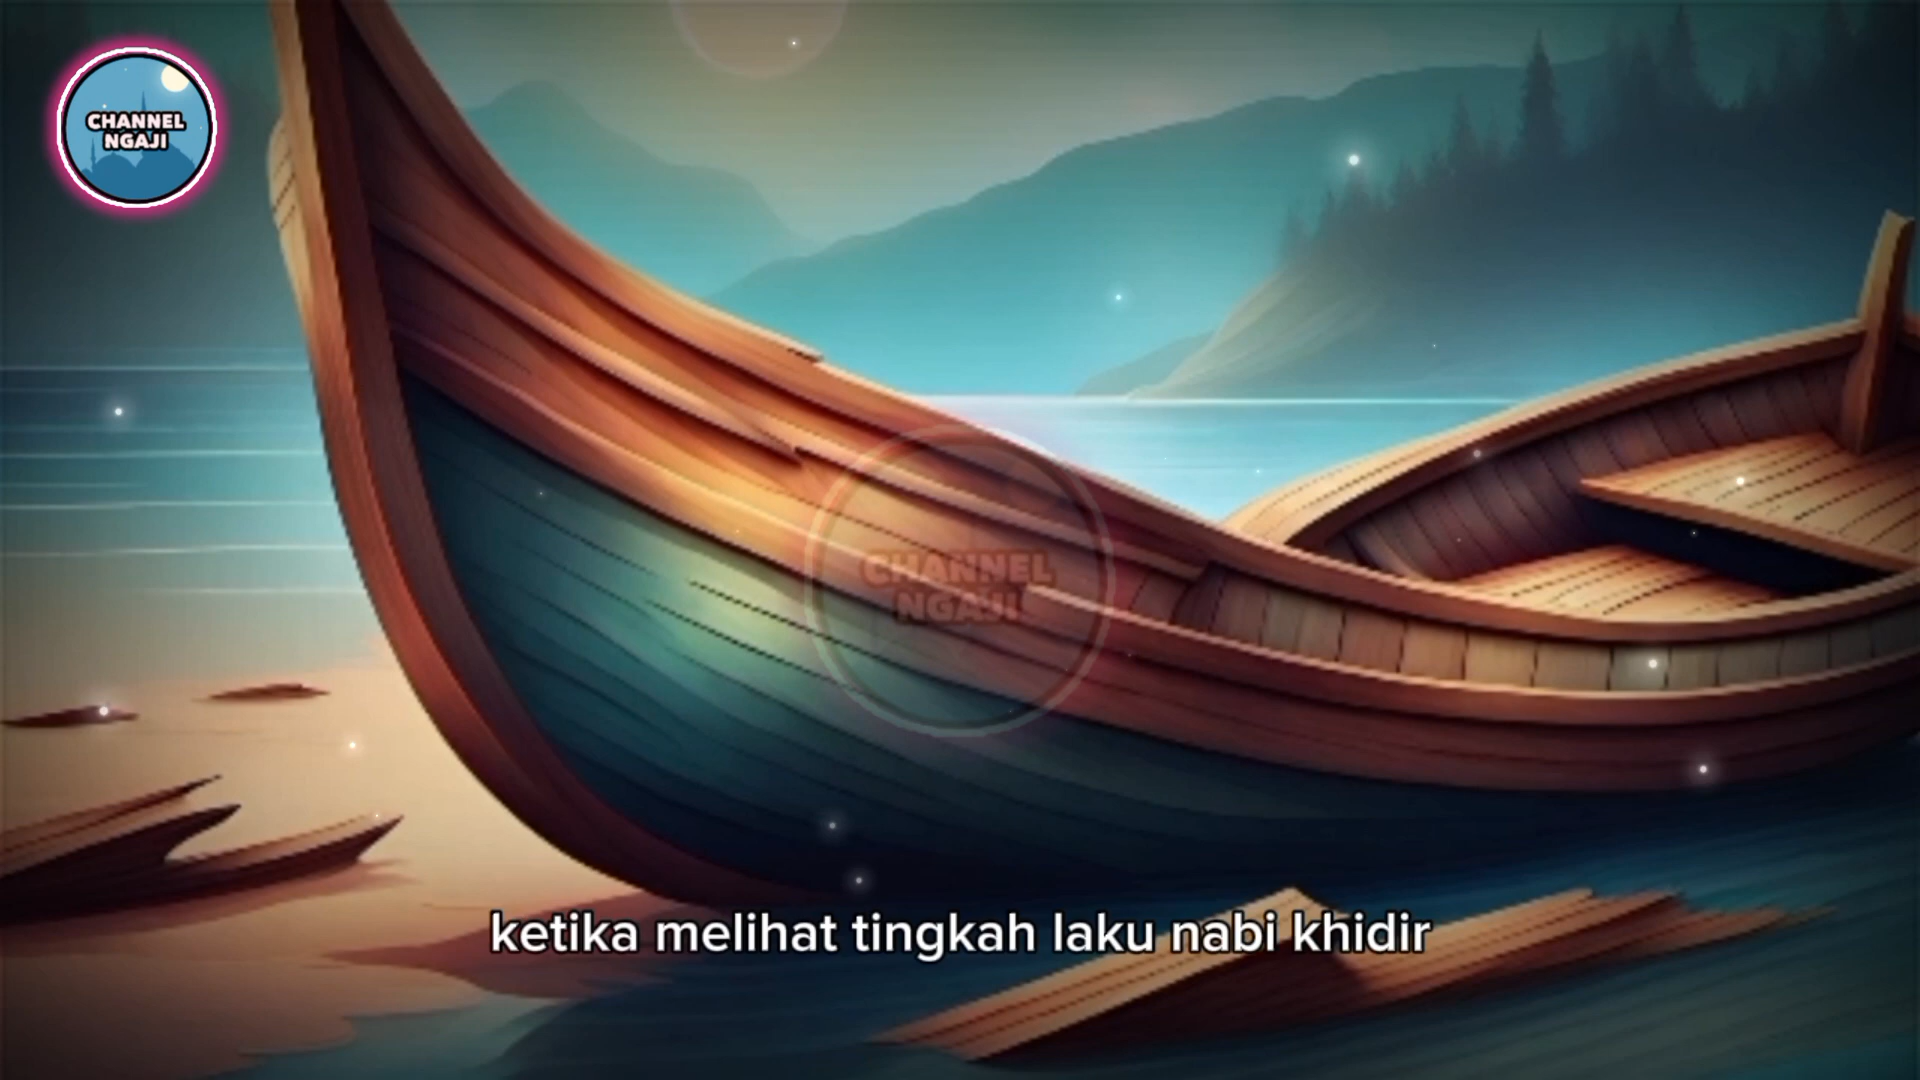 CHANNEL
NGAJI
CHANNEL
NGAJI
ketika melihat tingkah laku nabi khidir